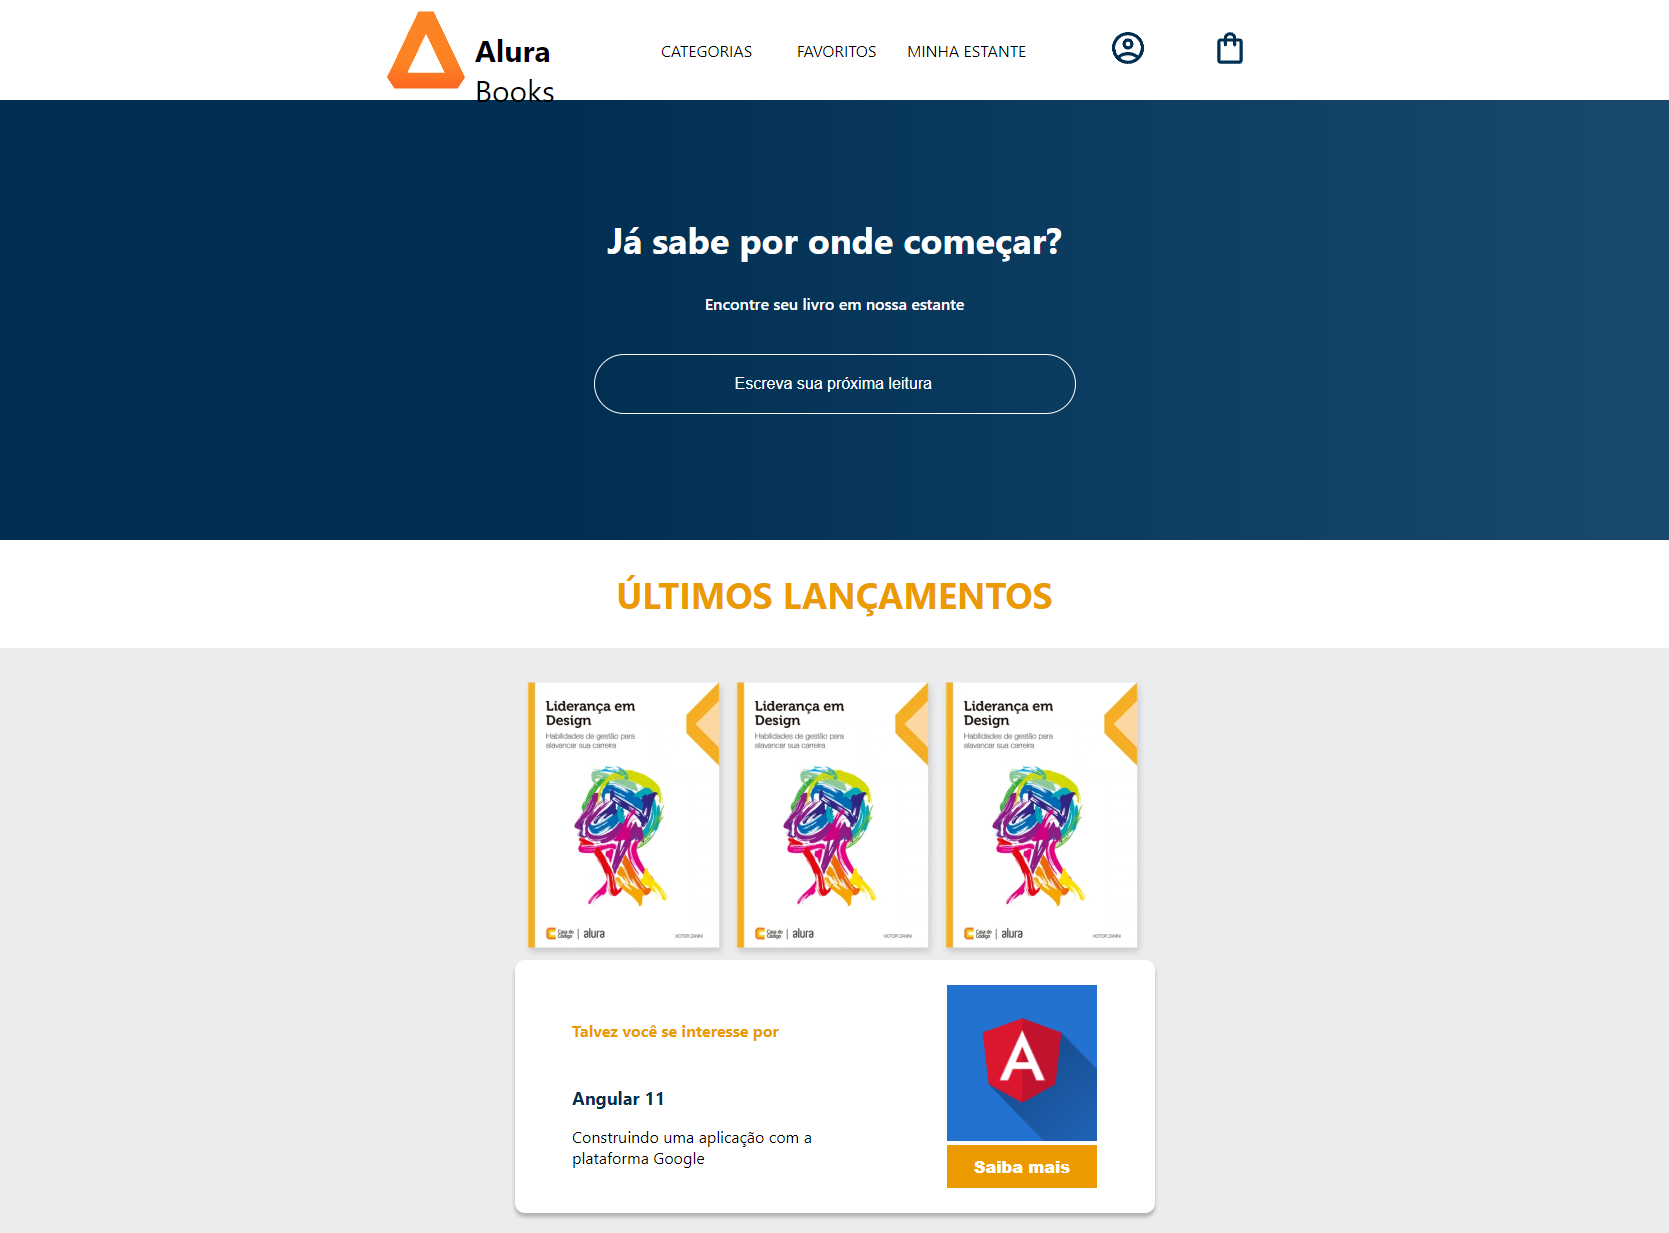 Alura
Books
CATEGORIAS
FAVORITOS
MINHA ESTANTE
Já sabe por onde começar?
Encontre seu livro em nossa estante
Escreva sua próxima leitura
ÚLTIMOS LANÇAMENTOS
Liderança em
Design
Habilidades de gestão para
alavancar sua carreira
Casa do
Código
alura
VICTOR ZANINI
Liderança em
Design
Habilidades de gestão para
alavancar sua carreira
Casa do
Código
alura
VICTOR ZANINI
Liderança em
Design
Habilidades de gestão para
alavancar sua carreira
Casa do
Código
alura
VICTOR ZANINI
Talvez você se interesse por
Angular 11
Construindo uma aplicação com a
plataforma Google
A
Saiba mais